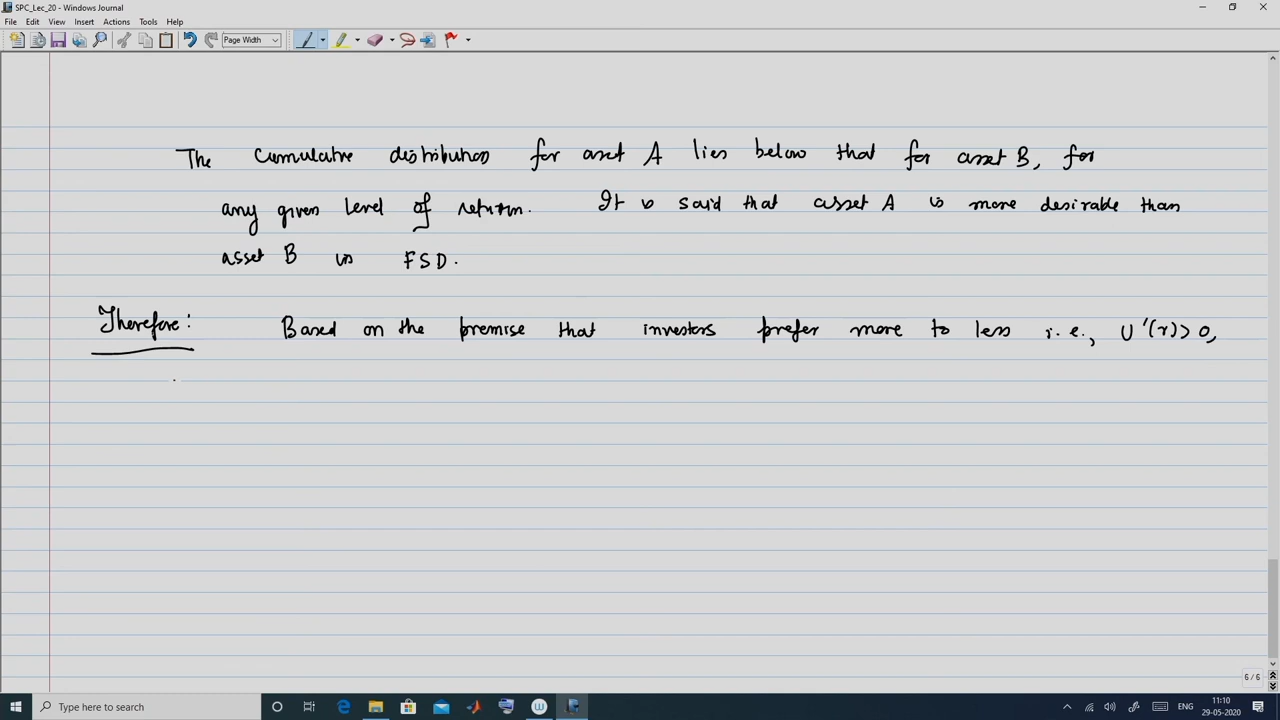 SPC_Lec_20 - Windows Journal
File Edit View Insert Actions Tools Help
Page Width
The cumulative distribution for asset A lies below that for asset B, for
any given level of return. It is said that asset A is more desirable than
asset B in FSD.
Therefore: Based on the premise that investors prefer more to less i.e., U'(r)>0,
6 / 6
Type here to search
ENG
11:10
29-05-2020